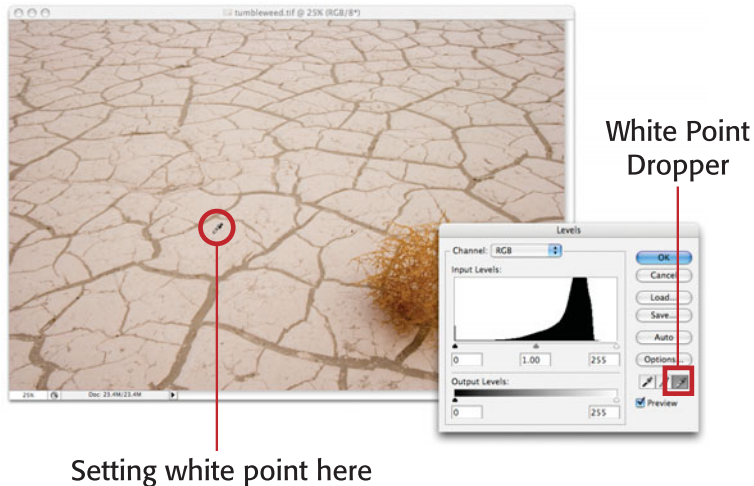 tumbleweed.tif @ 25% (RGB/8*)
White Point
Dropper
Levels
Channel: RGB
Input Levels:
0 1.00 255
Output Levels:
0 255
OK
Cancel
Load...
Save...
Auto
Options...
Preview
25% Doc: 23.4M/23.4M
Setting white point here